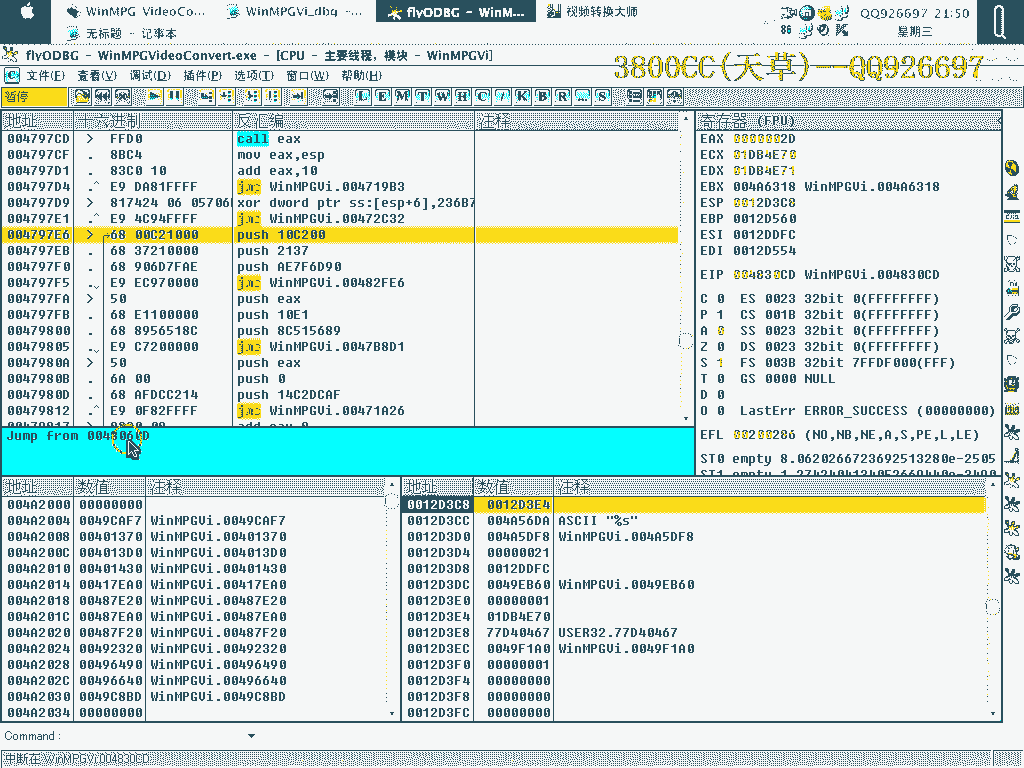 WinMPG VideoCo...
WinMPGVi_dbg -...
flyODBG - WinM...
视频转换大师
QQ926697 21:50
无标题 - 记事本
86
星期三
flyODBG - WinMPGVideoConvert.exe - [CPU - 主要线程, 模块 - WinMPGVi]
3800CC(天草)——QQ926697
文件(F) 查看(V) 调试(D) 插件(P) 选项(T) 窗口(W) 帮助(H)
暂停
L E M T W H C / K B R ... S
地址 十六进制 反汇编 注释
004797CD > FFD0 call eax
004797CF . 8BC4 mov eax,esp
004797D1 . 83C0 10 add eax,10
004797D4 .^ E9 DA81FFFF jmp WinMPGVi.004719B3
004797D9 > 817424 06 05706 xor dword ptr ss:[esp+6],236B7
004797E1 .^ E9 4C94FFFF jmp WinMPGVi.00472C32
004797E6 > 68 00C21000 push 10C200
004797EB . 68 37210000 push 2137
004797F0 . 68 906D7FAE push AE7F6D90
004797F5 . E9 EC970000 jmp WinMPGVi.00482FE6
004797FA > 50 push eax
004797FB . 68 E1100000 push 10E1
00479800 . 68 8956518C push 8C515689
00479805 . E9 C7200000 jmp WinMPGVi.0047B8D1
0047980A > 50 push eax
0047980B . 6A 00 push 0
0047980D . 68 AFDCC214 push 14C2DCAF
00479812 .^ E9 0F82FFFF jmp WinMPGVi.00471A26
寄存器 (FPU)
EAX 0000002D
ECX 01DB4E70
EDX 01DB4E71
EBX 004A6318 WinMPGVi.004A6318
ESP 0012D3C8
EBP 0012D560
ESI 0012DDFC
EDI 0012D554
EIP 004830CD WinMPGVi.004830CD
C 0 ES 0023 32bit 0(FFFFFFFF)
P 1 CS 001B 32bit 0(FFFFFFFF)
A 0 SS 0023 32bit 0(FFFFFFFF)
Z 0 DS 0023 32bit 0(FFFFFFFF)
S 1 FS 003B 32bit 7FFDF000(FFF)
T 0 GS 0000 NULL
D 0
O 0 LastErr ERROR_SUCCESS (00000000)
EFL 00200286 (NO,NB,NE,A,S,PE,L,LE)
ST0 empty 8.0620266723692513280e-2505
Jump from
地址 数值 注释
004A2000 00000000
004A2004 0049CAF7 WinMPGVi.0049CAF7
004A2008 00401370 WinMPGVi.00401370
004A200C 004013D0 WinMPGVi.004013D0
004A2010 00401430 WinMPGVi.00401430
004A2014 00417EA0 WinMPGVi.00417EA0
004A2018 00487E20 WinMPGVi.00487E20
004A201C 00487EA0 WinMPGVi.00487EA0
004A2020 00487F20 WinMPGVi.00487F20
004A2024 00492320 WinMPGVi.00492320
004A2028 00496490 WinMPGVi.00496490
004A202C 00496640 WinMPGVi.00496640
004A2030 0049C8BD WinMPGVi.0049C8BD
004A2034 00000000
地址 数值 注释
0012D3C8 0012D3E4
0012D3CC 004A56DA ASCII "%s"
0012D3D0 004A5DF8 WinMPGVi.004A5DF8
0012D3D4 00000021
0012D3D8 0012DDFC
0012D3DC 0049EB60 WinMPGVi.0049EB60
0012D3E0 00000001
0012D3E4 01DB4E70
0012D3E8 77D40467 USER32.77D40467
0012D3EC 0049F1A0 WinMPGVi.0049F1A0
0012D3F0 00000001
0012D3F4 00000000
0012D3F8 00000000
0012D3FC 00000000
Command :
中断在 WinMPGVi.004830CD